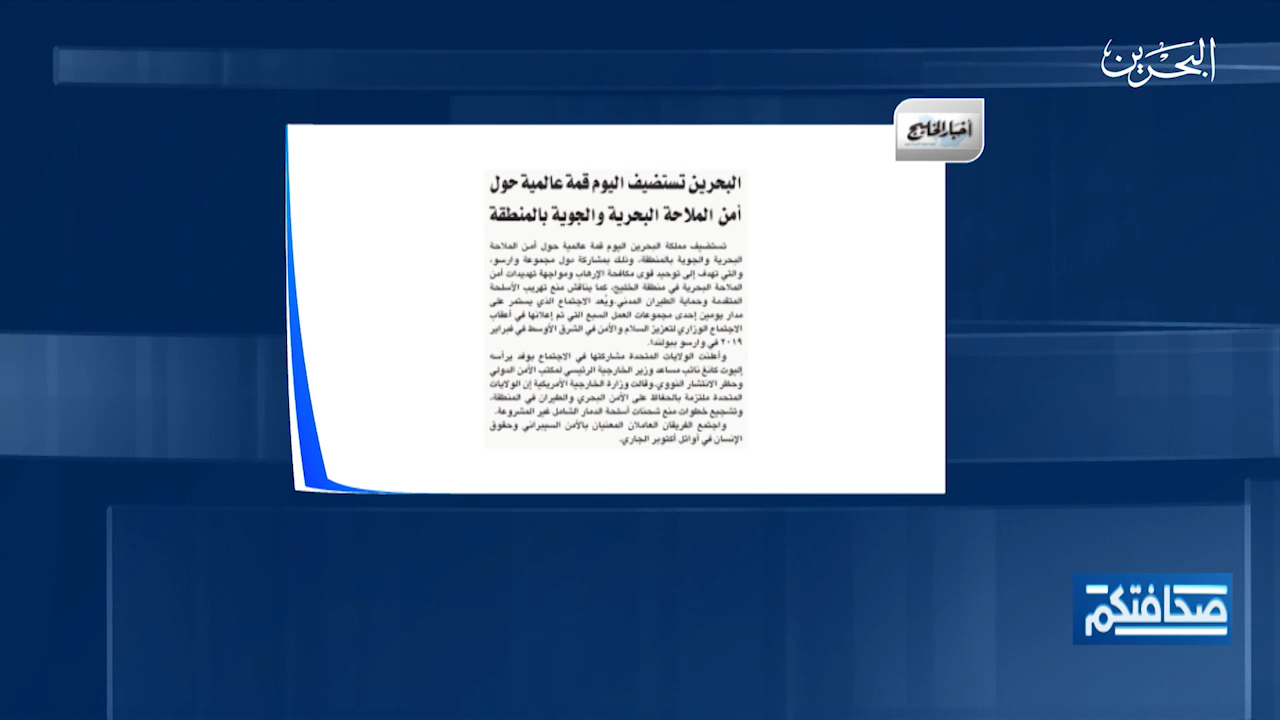 البحرين
أخبار الخليج
البحرين تستضيف اليوم قمة عالمية حول
أمن الملاحة البحرية والجوية بالمنطقة
تستضيف مملكة البحرين اليوم قمة عالمية حول أمن الملاحة
البحرية والجوية بالمنطقة، وذلك بمشاركة دول مجموعة وارسو،
والتي تهدف إلى توحيد قوى مكافحة الإرهاب ومواجهة تهديدات أمن
الملاحة البحرية في منطقة الخليج، كما يناقش منع تهريب الأسلحة
المتقدمة وحماية الطيران المدني.ويُعد الاجتماع الذي يستمر على
مدار يومين إحدى مجموعات العمل السبع التي تم إعلانها في أعقاب
الاجتماع الوزاري لتعزيز السلام والأمن في الشرق الأوسط في فبراير
٢٠١٩ في وارسو ببولندا.
وأعلنت الولايات المتحدة مشاركتها في الاجتماع بوفد يرأسه
إليوت كانغ نائب مساعد وزير الخارجية الرئيسي لمكتب الأمن الدولي
وحظر الانتشار النووي.وقالت وزارة الخارجية الأمريكية إن الولايات
المتحدة ملتزمة بالحفاظ على الأمن البحري والطيران في المنطقة،
وتشجيع خطوات منع شحنات أسلحة الدمار الشامل غير المشروعة.
واجتمع الفريقان العاملان المعنيان بالأمن السيبراني وحقوق
الإنسان في أوائل أكتوبر الجاري.
صحافتكم